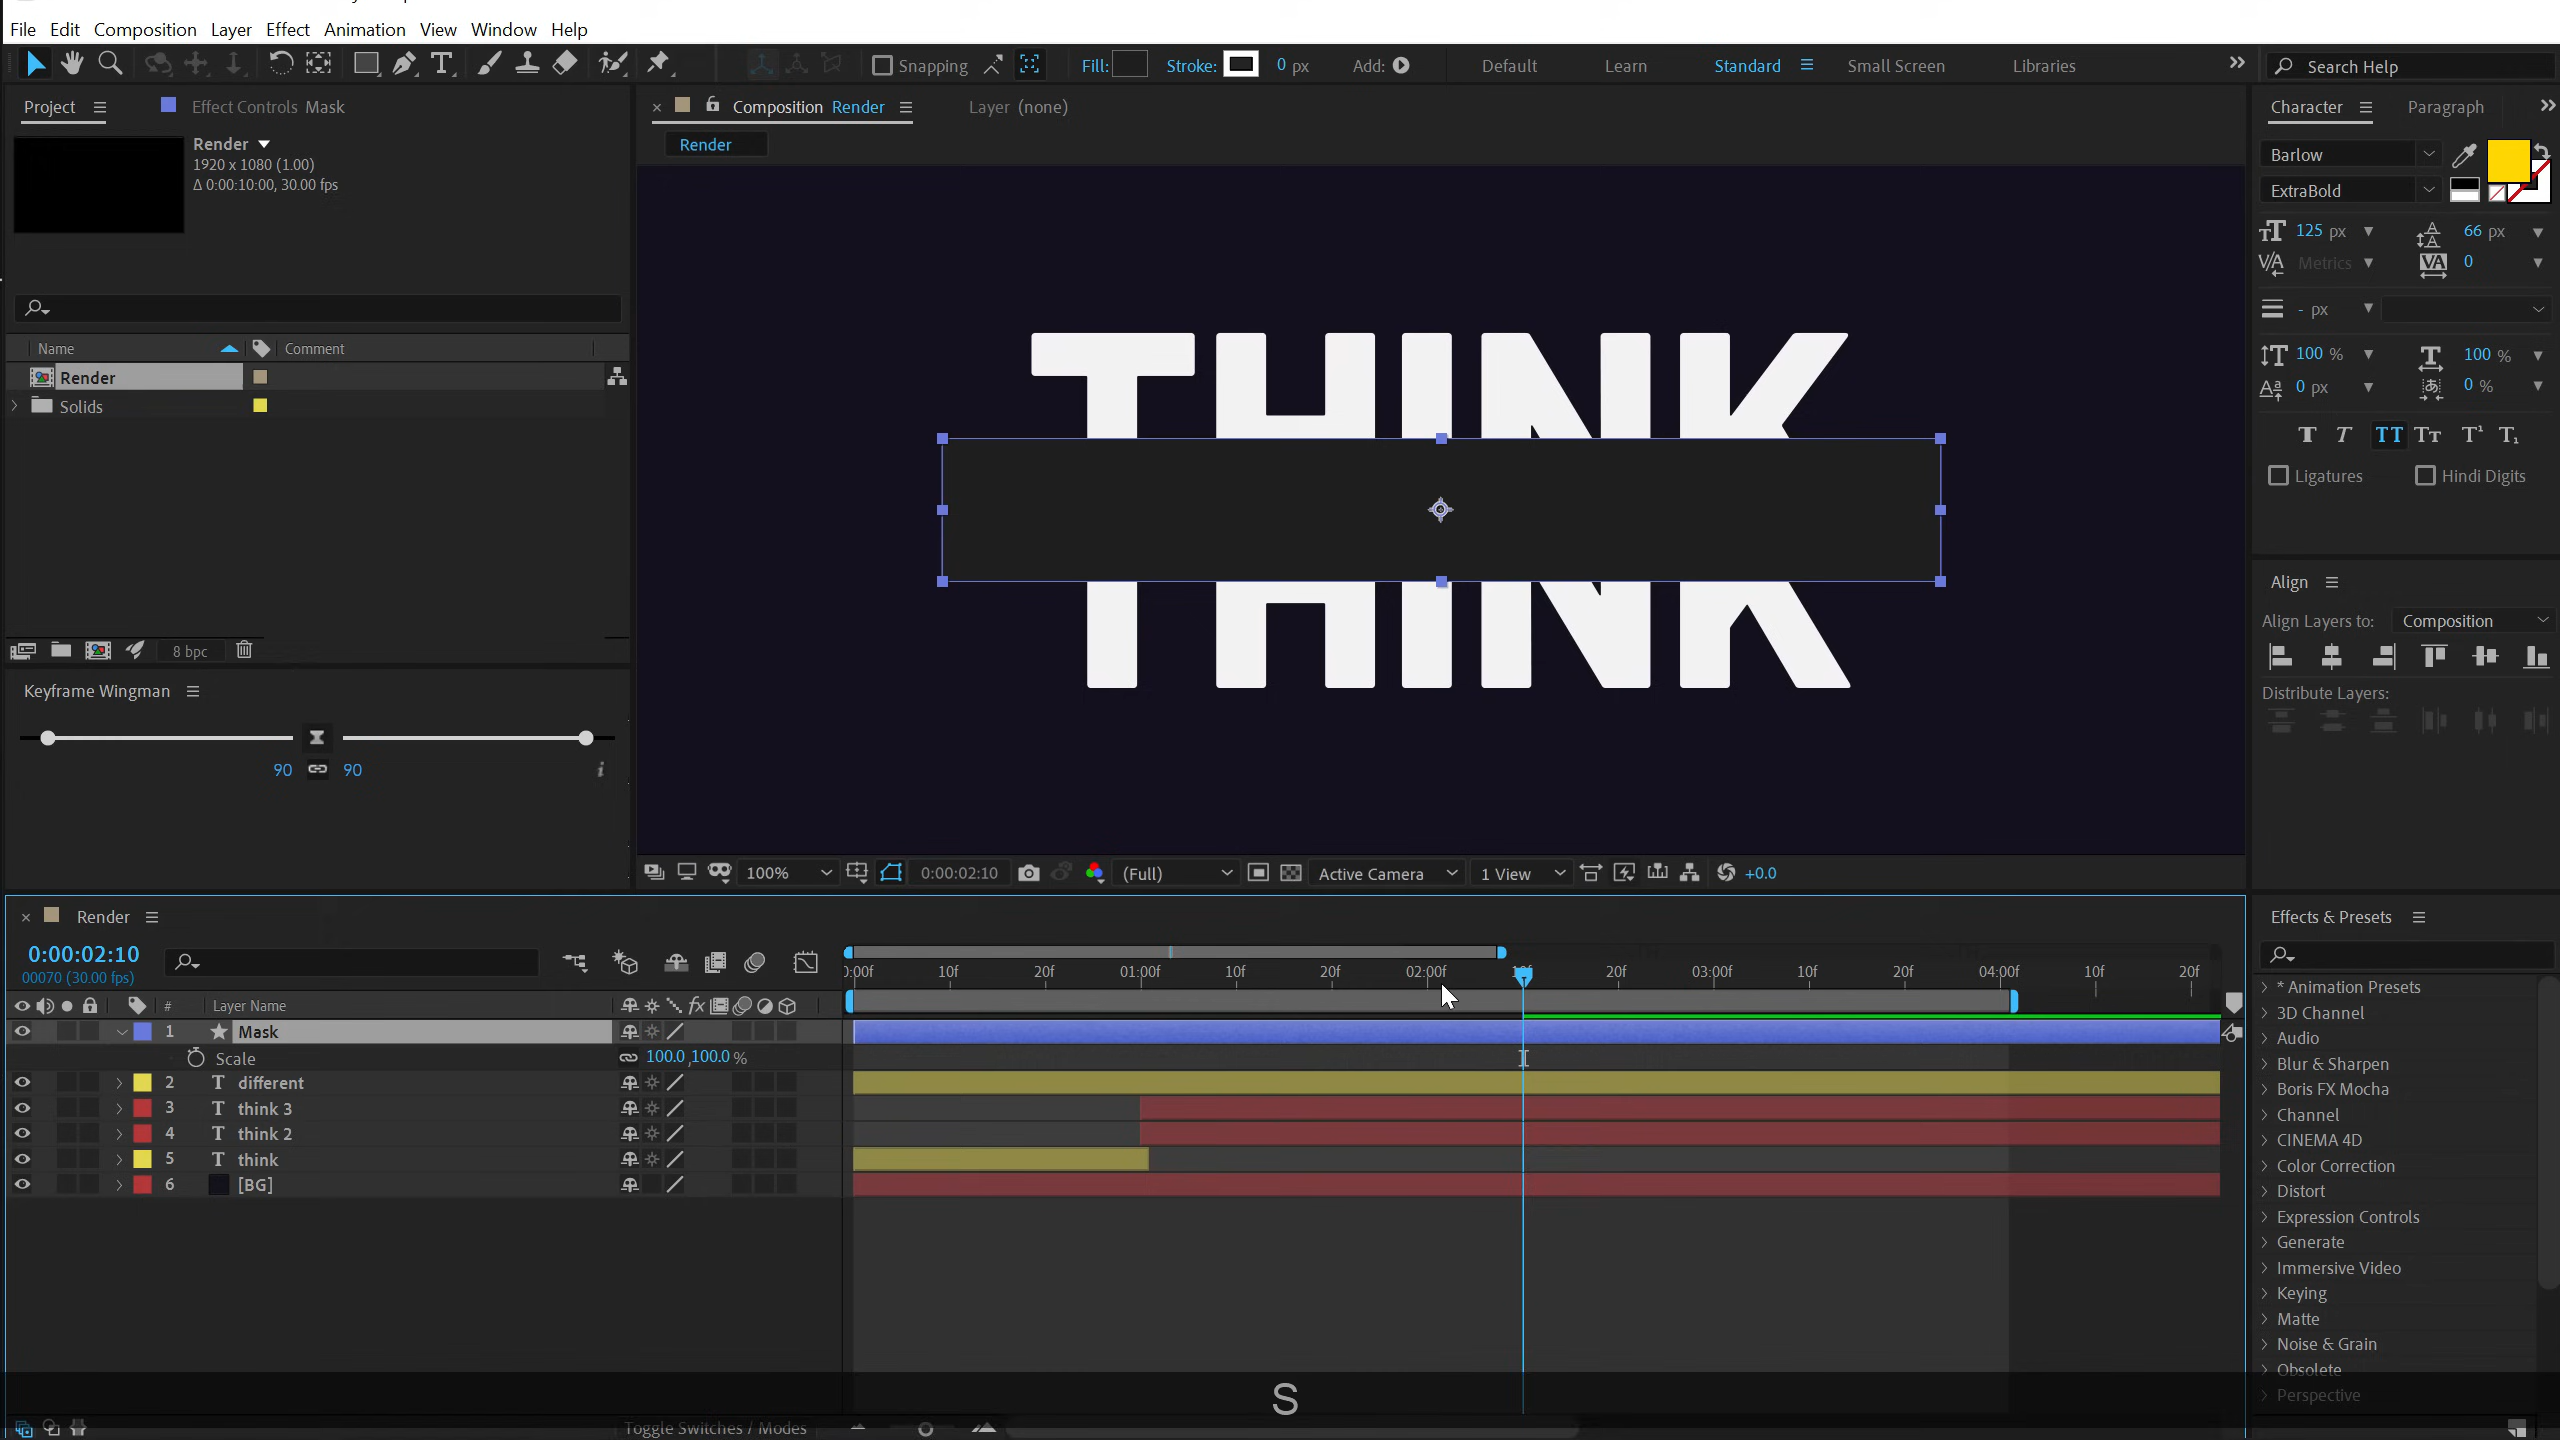 File Edit Composition Layer Effect Animation View Window Help
Snapping Fill: Stroke: 0 px Add: Default Learn Standard Small Screen Libraries Search Help
Project Effect Controls Mask
Render
1920 x 1080 (1.00)
Δ 0:00:10:00, 30.00 fps
Name Comment
Render
Solids
8 bpc
Keyframe Wingman
90 90
Composition Render Layer (none)
Render
THINK
THINK
100% 0:00:02:10 (Full) Active Camera 1 View +0.0
Character Paragraph
Barlow
ExtraBold
125 px 66 px
Metrics 0
- px
100 % 100 %
0 px 0 %
Ligatures Hindi Digits
Align
Align Layers to: Composition
Distribute Layers:
Render
0:00:02:10
00070 (30.00 fps)
0:00f 10f 20f 01:00f 10f 20f 02:00f 10f 20f 03:00f 10f 20f 04:00f 10f 20f
# Layer Name
1 Mask
Scale 100.0,100.0 %
2 different
3 think 3
4 think 2
5 think
6 [BG]
S
Toggle Switches / Modes
Effects & Presets
* Animation Presets
3D Channel
Audio
Blur & Sharpen
Boris FX Mocha
Channel
CINEMA 4D
Color Correction
Distort
Expression Controls
Generate
Immersive Video
Keying
Matte
Noise & Grain
Obsolete
Perspective